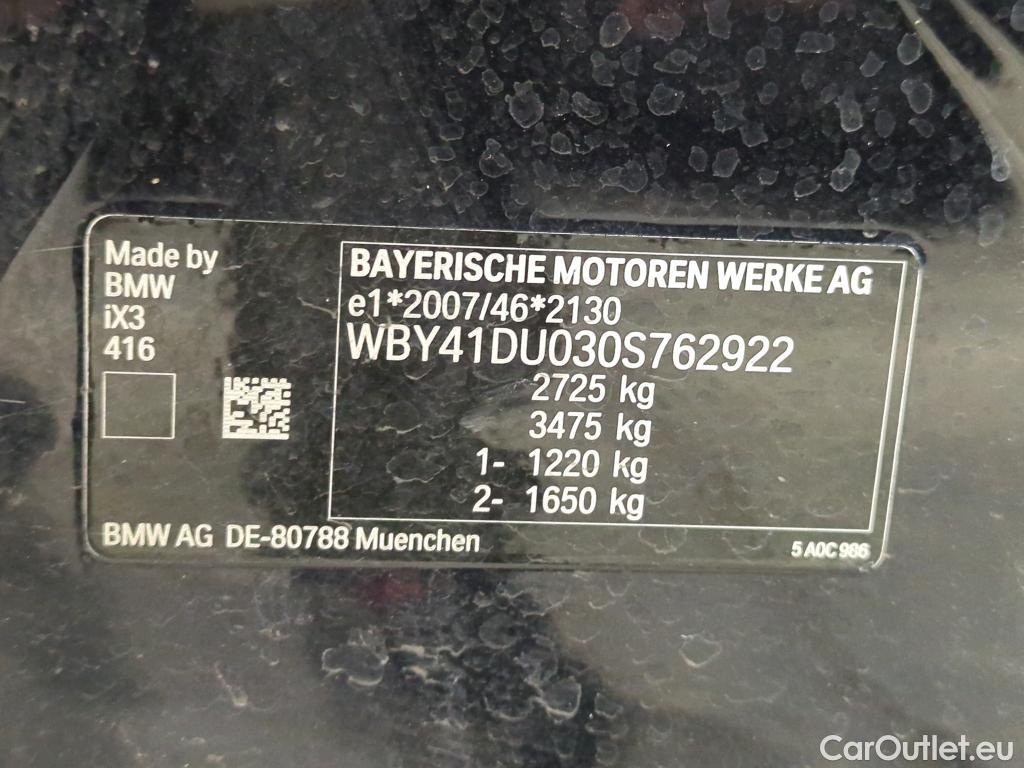 Made by
BMW
iX3
416
BAYERISCHE MOTOREN WERKE AG
e1*2007/46*2130
WBY41DU030S762922
2725 kg
3475 kg
1- 1220 kg
2- 1650 kg
BMW AG DE-80788 Muenchen
5 A0C 986
CarOutlet.eu